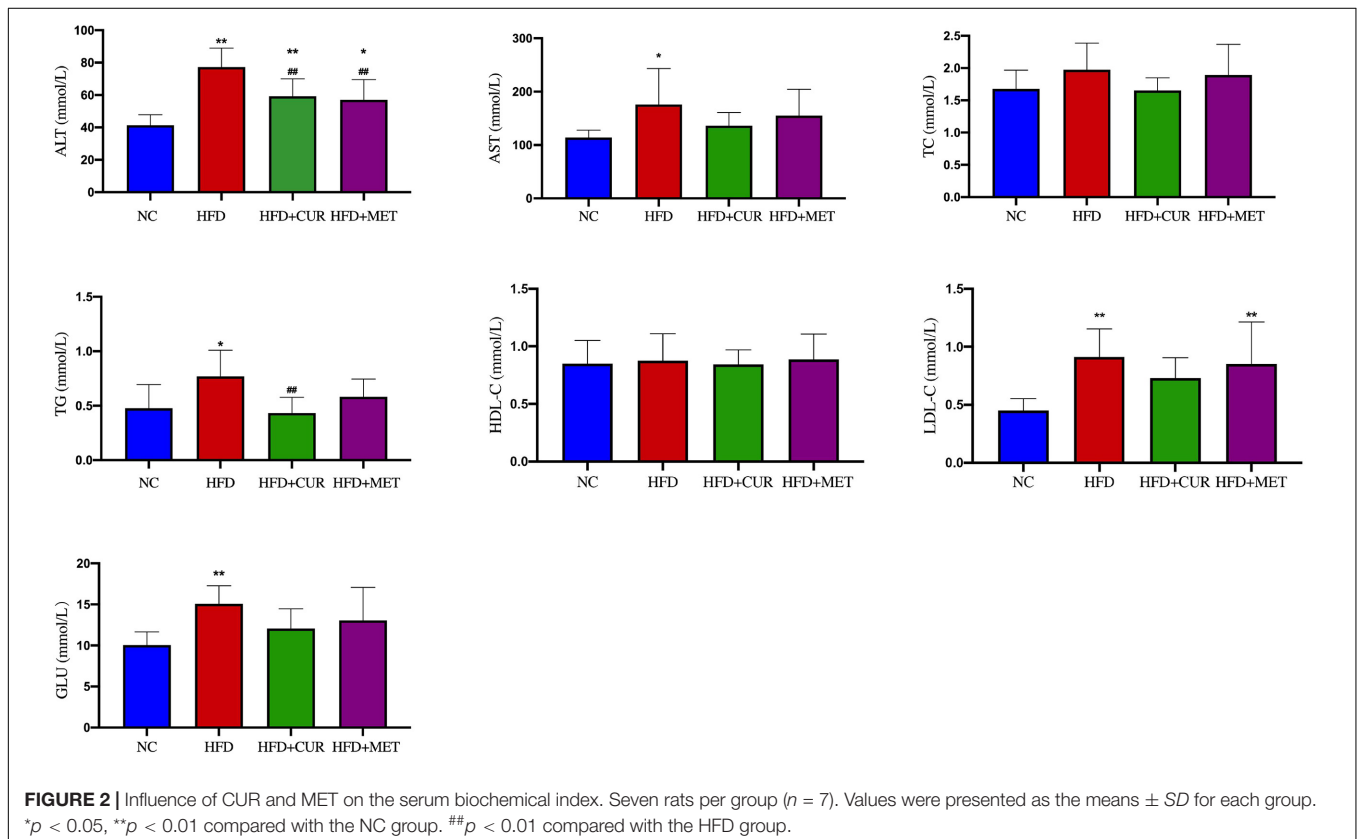 ALT (mmol/L)
100
80
60
40
20
0
**
**
##
*
##
NC HFD HFD+CUR HFD+MET
AST (mmol/L)
300
200
100
0
*
NC HFD HFD+CUR HFD+MET
TC (mmol/L)
2.5
2.0
1.5
1.0
0.5
0.0
NC HFD HFD+CUR HFD+MET
TG (mmol/L)
1.5
1.0
0.5
0.0
*
##
NC HFD HFD+CUR HFD+MET
HDL-C (mmol/L)
1.5
1.0
0.5
0.0
NC HFD HFD+CUR HFD+MET
LDL-C (mmol/L)
1.5
1.0
0.5
0.0
**
**
NC HFD HFD+CUR HFD+MET
GLU (mmol/L)
20
15
10
5
0
**
NC HFD HFD+CUR HFD+MET
FIGURE 2 | Influence of CUR and MET on the serum biochemical index. Seven rats per group (n = 7). Values were presented as the means ± SD for each group.
*p < 0.05, **p < 0.01 compared with the NC group. ##p < 0.01 compared with the HFD group.